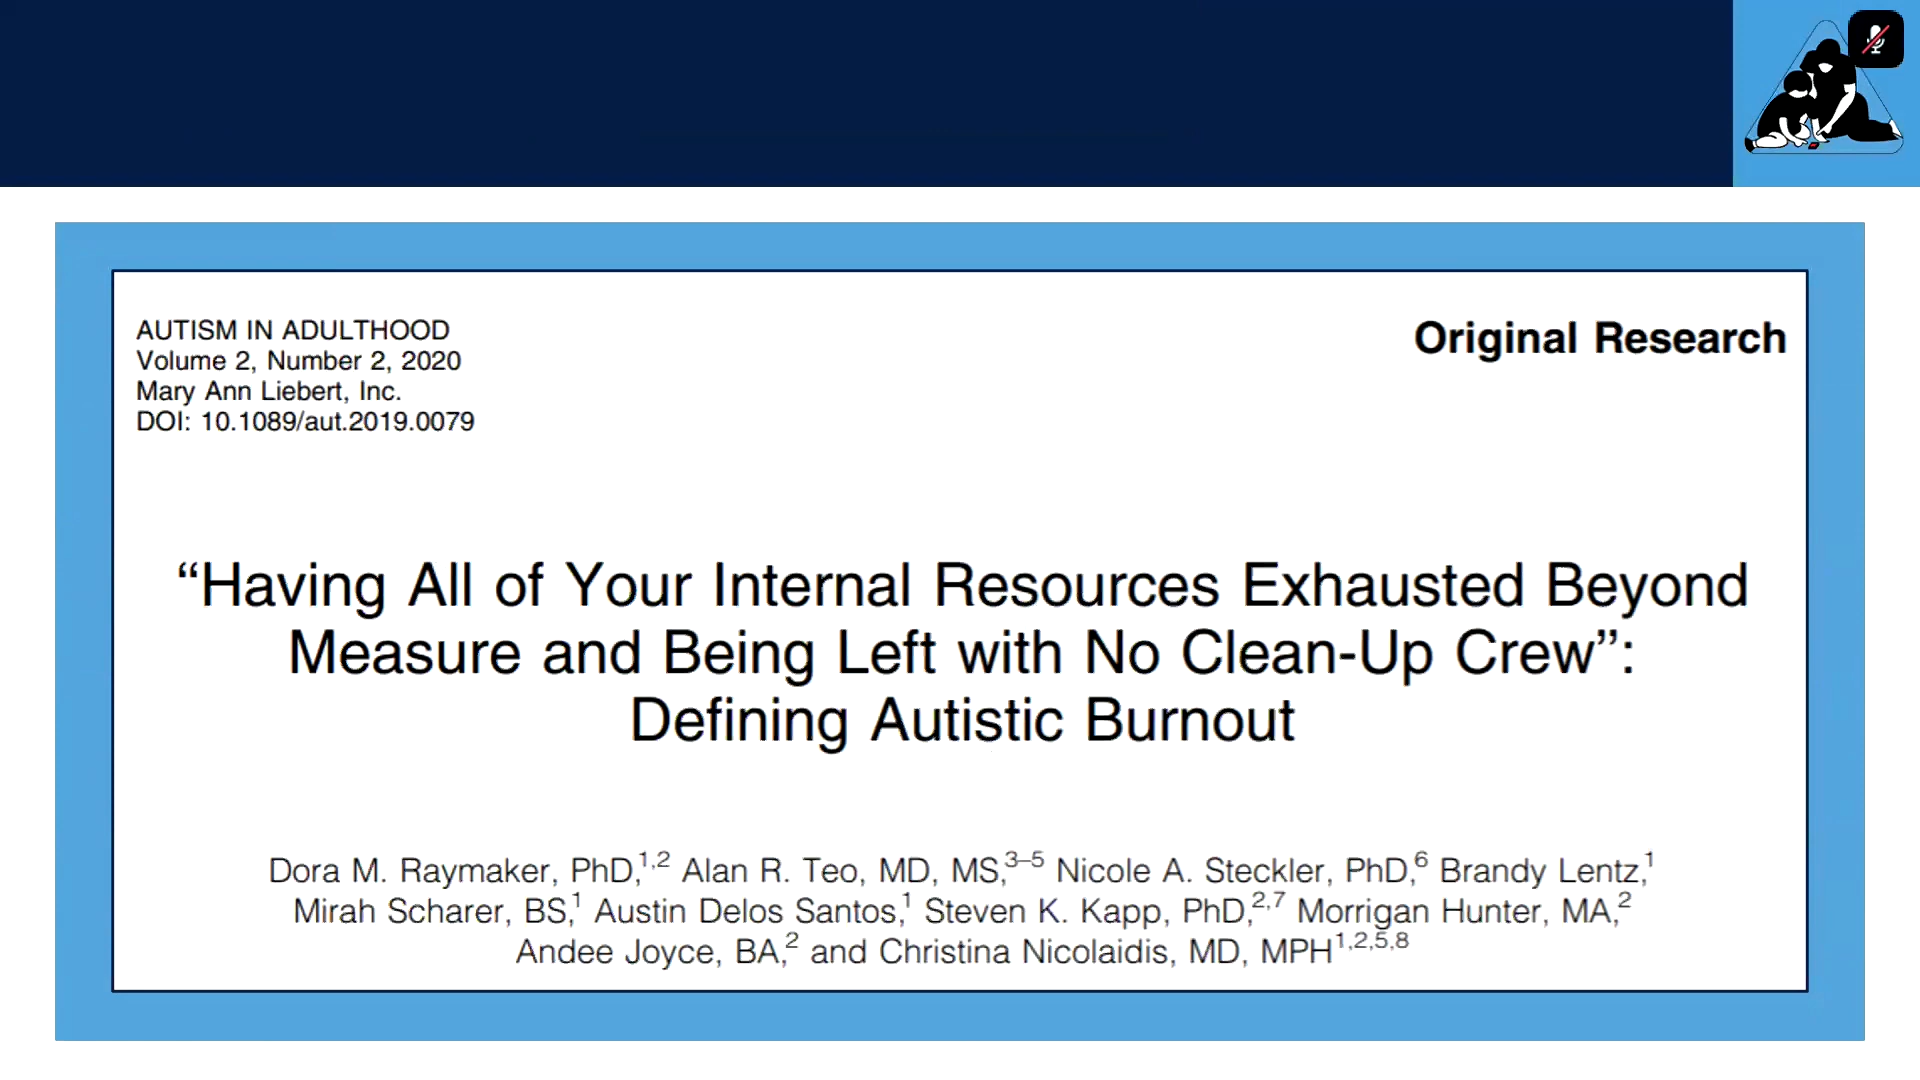 AUTISM IN ADULTHOOD
Volume 2, Number 2, 2020
Mary Ann Liebert, Inc.
DOI: 10.1089/aut.2019.0079
Original Research
“Having All of Your Internal Resources Exhausted Beyond
Measure and Being Left with No Clean-Up Crew”:
Defining Autistic Burnout
Dora M. Raymaker, PhD,1,2 Alan R. Teo, MD, MS,3–5 Nicole A. Steckler, PhD,6 Brandy Lentz,1
Mirah Scharer, BS,1 Austin Delos Santos,1 Steven K. Kapp, PhD,2,7 Morrigan Hunter, MA,2
Andee Joyce, BA,2 and Christina Nicolaidis, MD, MPH1,2,5,8